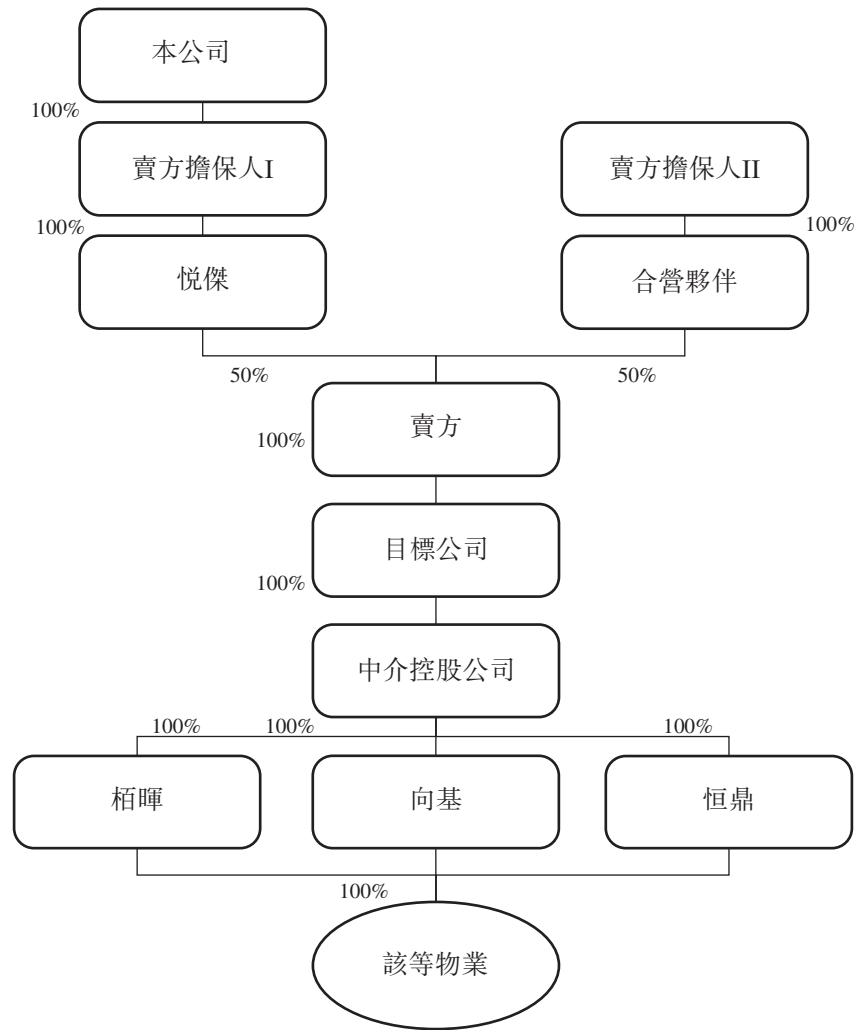 本公司
100%
賣方擔保人I
賣方擔保人II
100%
100%
悅傑
合營夥伴
50%
50%
賣方
100%
目標公司
100%
中介控股公司
100%
100%
100%
栢暉
向基
恒鼎
100%
該等物業